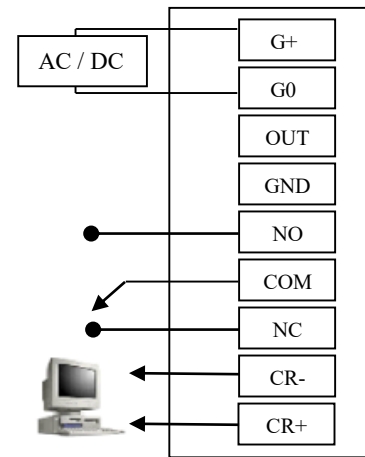 AC / DC
G+
G0
OUT
GND
NO
COM
NC
CR-
CR+